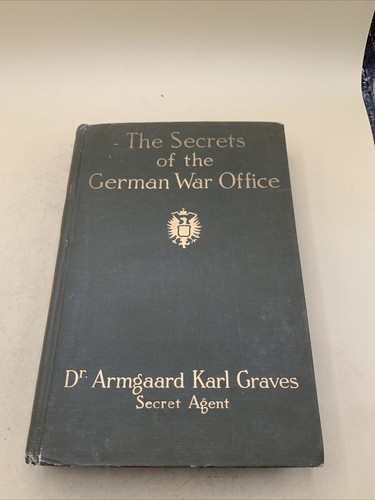 The Secrets
of the
German War Office
Dr. Armgaard Karl Graves
Secret Agent